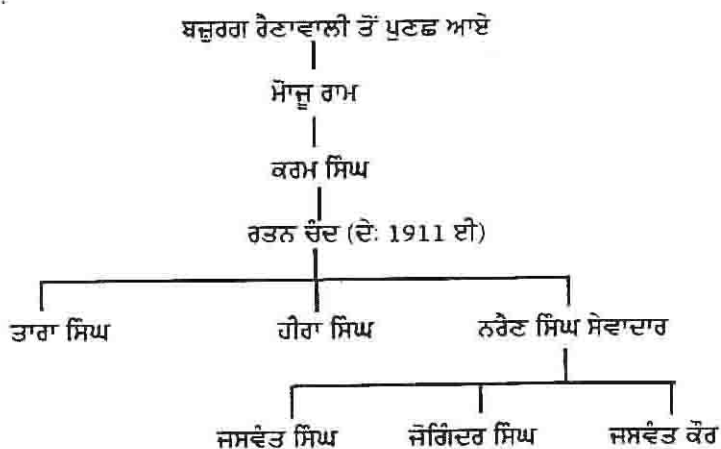 ਬਜ਼ੁਰਗ ਰੈਣਾਵਾਲੀ ਤੋਂ ਪੁਣਛ ਆਏ
ਮੌਜੂ ਰਾਮ
ਕਰਮ ਸਿੰਘ
ਰਤਨ ਚੰਦ (ਦੇ: 1911 ਈ)
ਤਾਰਾ ਸਿੰਘ ਹੀਰਾ ਸਿੰਘ ਨਰੈਣ ਸਿੰਘ ਸੇਵਾਦਾਰ
ਜਸਵੰਤ ਸਿੰਘ ਜੋਗਿੰਦਰ ਸਿੰਘ ਜਸਵੰਤ ਕੌਰ